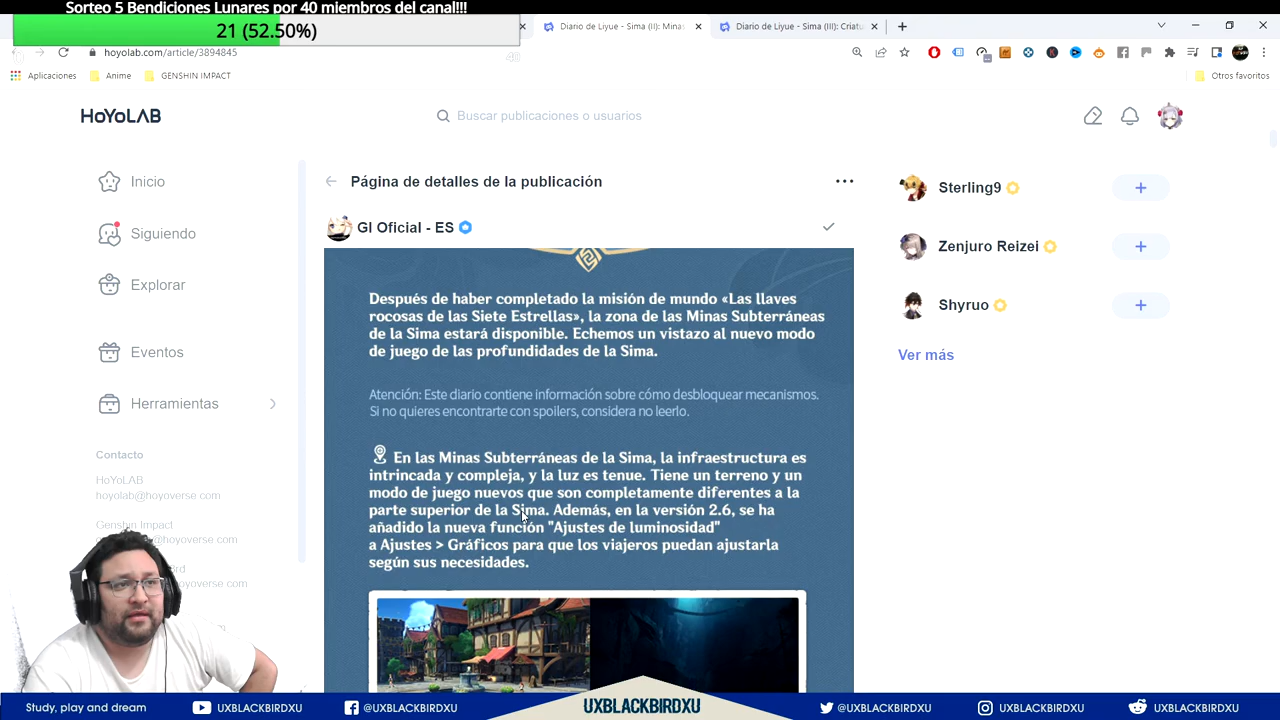 Sorteo 5 Bendiciones Lunares por 40 miembros del canal!!!
21 (52.50%)
40
Diario de Liyue - Sima (II): Minas
Diario de Liyue - Sima (III): Criatu
hoyolab.com/article/3894845
Aplicaciones
Anime
GENSHIN IMPACT
Otros favoritos
HoYoLAB
Buscar publicaciones o usuarios
Inicio
Siguiendo
Explorar
Eventos
Herramientas
Contacto
HoYoLAB
hoyolab@hoyoverse.com
Genshin Impact
@hoyoverse.com
3rd
hoyoverse.com
Página de detalles de la publicación
GI Oficial - ES
Después de haber completado la misión de mundo «Las llaves
rocosas de las Siete Estrellas», la zona de las Minas Subterráneas
de la Sima estará disponible. Echemos un vistazo al nuevo modo
de juego de las profundidades de la Sima.
Atención: Este diario contiene información sobre cómo desbloquear mecanismos.
Si no quieres encontrarte con spoilers, considera no leerlo.
En las Minas Subterráneas de la Sima, la infraestructura es
intrincada y compleja, y la luz es tenue. Tiene un terreno y un
modo de juego nuevos que son completamente diferentes a la
parte superior de la Sima. Además, en la versión 2.6, se ha
añadido la nueva función "Ajustes de luminosidad"
a Ajustes > Gráficos para que los viajeros puedan ajustarla
según sus necesidades.
Sterling9
Zenjuro Reizei
Shyruo
Ver más
Study, play and dream
UXBLACKBIRDXU
@UXBLACKBIRDXU
UXBLACKBIRDXU
@UXBLACKBIRDXU
UXBLACKBIRDXU
UXBLACKBIRDXU